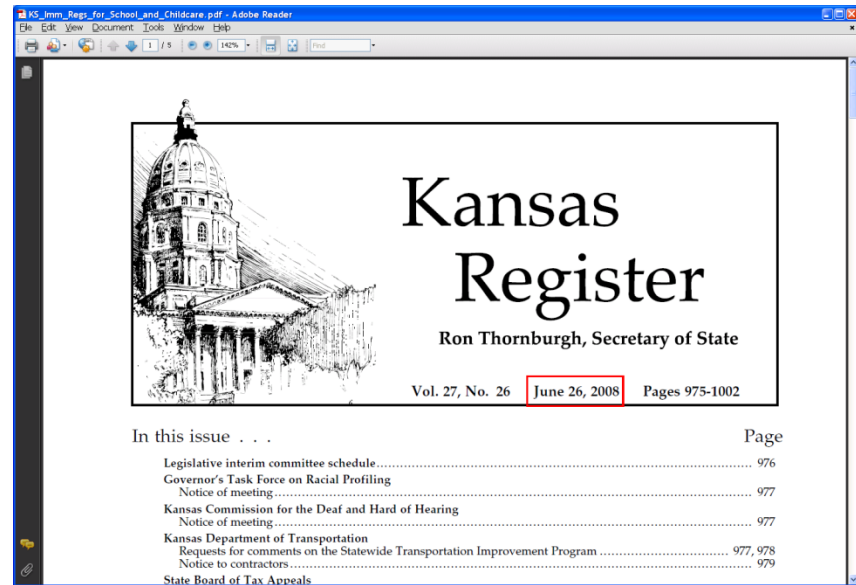 KS_Imm_Regs_for_School_and_Childcare.pdf - Adobe Reader
File Edit View Document Tools Window Help
1 / 5 142% Find
Kansas
Register
Ron Thornburgh, Secretary of State
Vol. 27, No. 26 June 26, 2008 Pages 975-1002
In this issue . . . Page
Legislative interim committee schedule 976
Governor's Task Force on Racial Profiling
Notice of meeting 977
Kansas Commission for the Deaf and Hard of Hearing
Notice of meeting 977
Kansas Department of Transportation
Requests for comments on the Statewide Transportation Improvement Program 977, 978
Notice to contractors 979
State Board of Tax Appeals